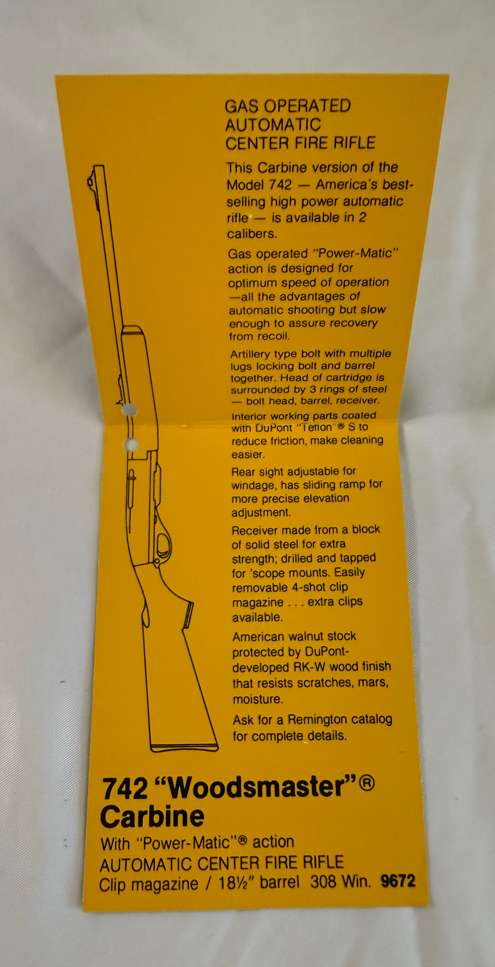 GAS OPERATED
AUTOMATIC
CENTER FIRE RIFLE
This Carbine version of the
Model 742 — America's best-
selling high power automatic
rifle — is available in 2
calibers.
Gas operated "Power-Matic"
action is designed for
optimum speed of operation
—all the advantages of
automatic shooting but slow
enough to assure recovery
from recoil.
Artillery type bolt with multiple
lugs locking bolt and barrel
together. Head of cartridge is
surrounded by 3 rings of steel
— bolt head, barrel, receiver.
Interior working parts coated
with DuPont "Teflon"® S to
reduce friction, make cleaning
easier.
Rear sight adjustable for
windage, has sliding ramp for
more precise elevation
adjustment.
Receiver made from a block
of solid steel for extra
strength; drilled and tapped
for 'scope mounts. Easily
removable 4-shot clip
magazine . . . extra clips
available.
American walnut stock
protected by DuPont-
developed RK-W wood finish
that resists scratches, mars,
moisture.
Ask for a Remington catalog
for complete details.
742 "Woodsmaster"®
Carbine
With "Power-Matic"® action
AUTOMATIC CENTER FIRE RIFLE
Clip magazine / 18½" barrel 308 Win. 9672